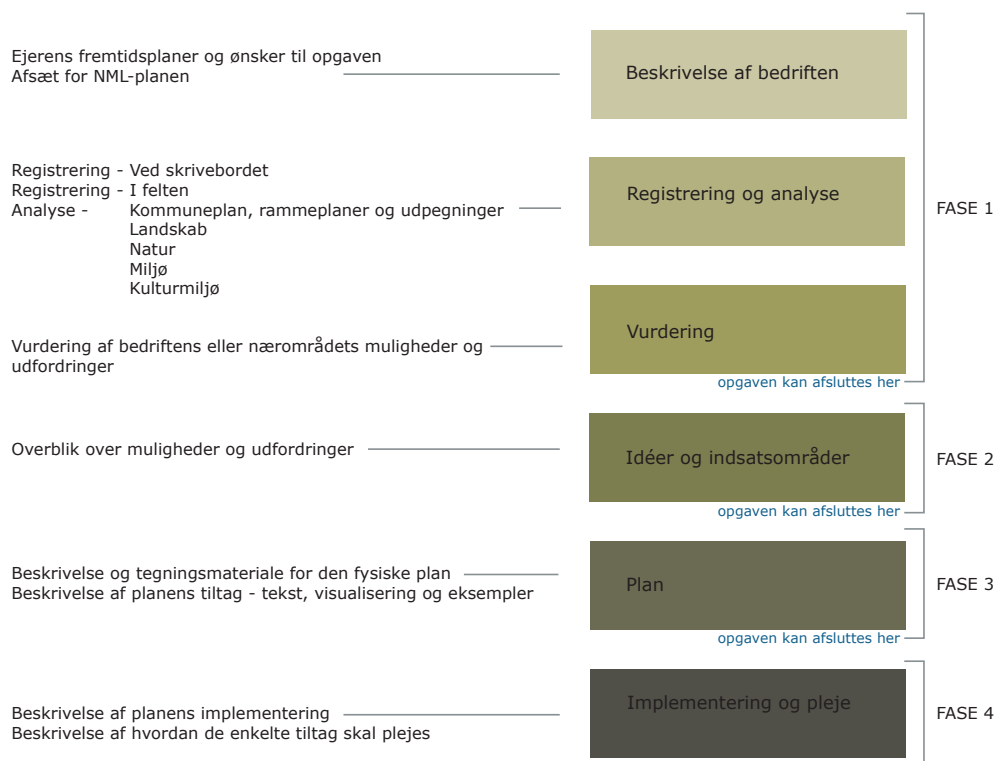 Ejerens fremtidsplaner og ønsker til opgaven
Afsæt for NML-planen
Beskrivelse af bedriften
Registrering - Ved skrivebordet
Registrering - I felten
Analyse - Kommuneplan, rammeplaner og udpegninger
Landskab
Natur
Miljø
Kulturmiljø
Registrering og analyse
FASE 1
Vurdering af bedriftens eller nærområdets muligheder og
udfordringer
Vurdering
opgaven kan afsluttes her
Overblik over muligheder og udfordringer
Idéer og indsatsområder
FASE 2
opgaven kan afsluttes her
Beskrivelse og tegningsmateriale for den fysiske plan
Beskrivelse af planens tiltag - tekst, visualisering og eksempler
Plan
FASE 3
opgaven kan afsluttes her
Beskrivelse af planens implementering
Beskrivelse af hvordan de enkelte tiltag skal plejes
Implementering og pleje
FASE 4